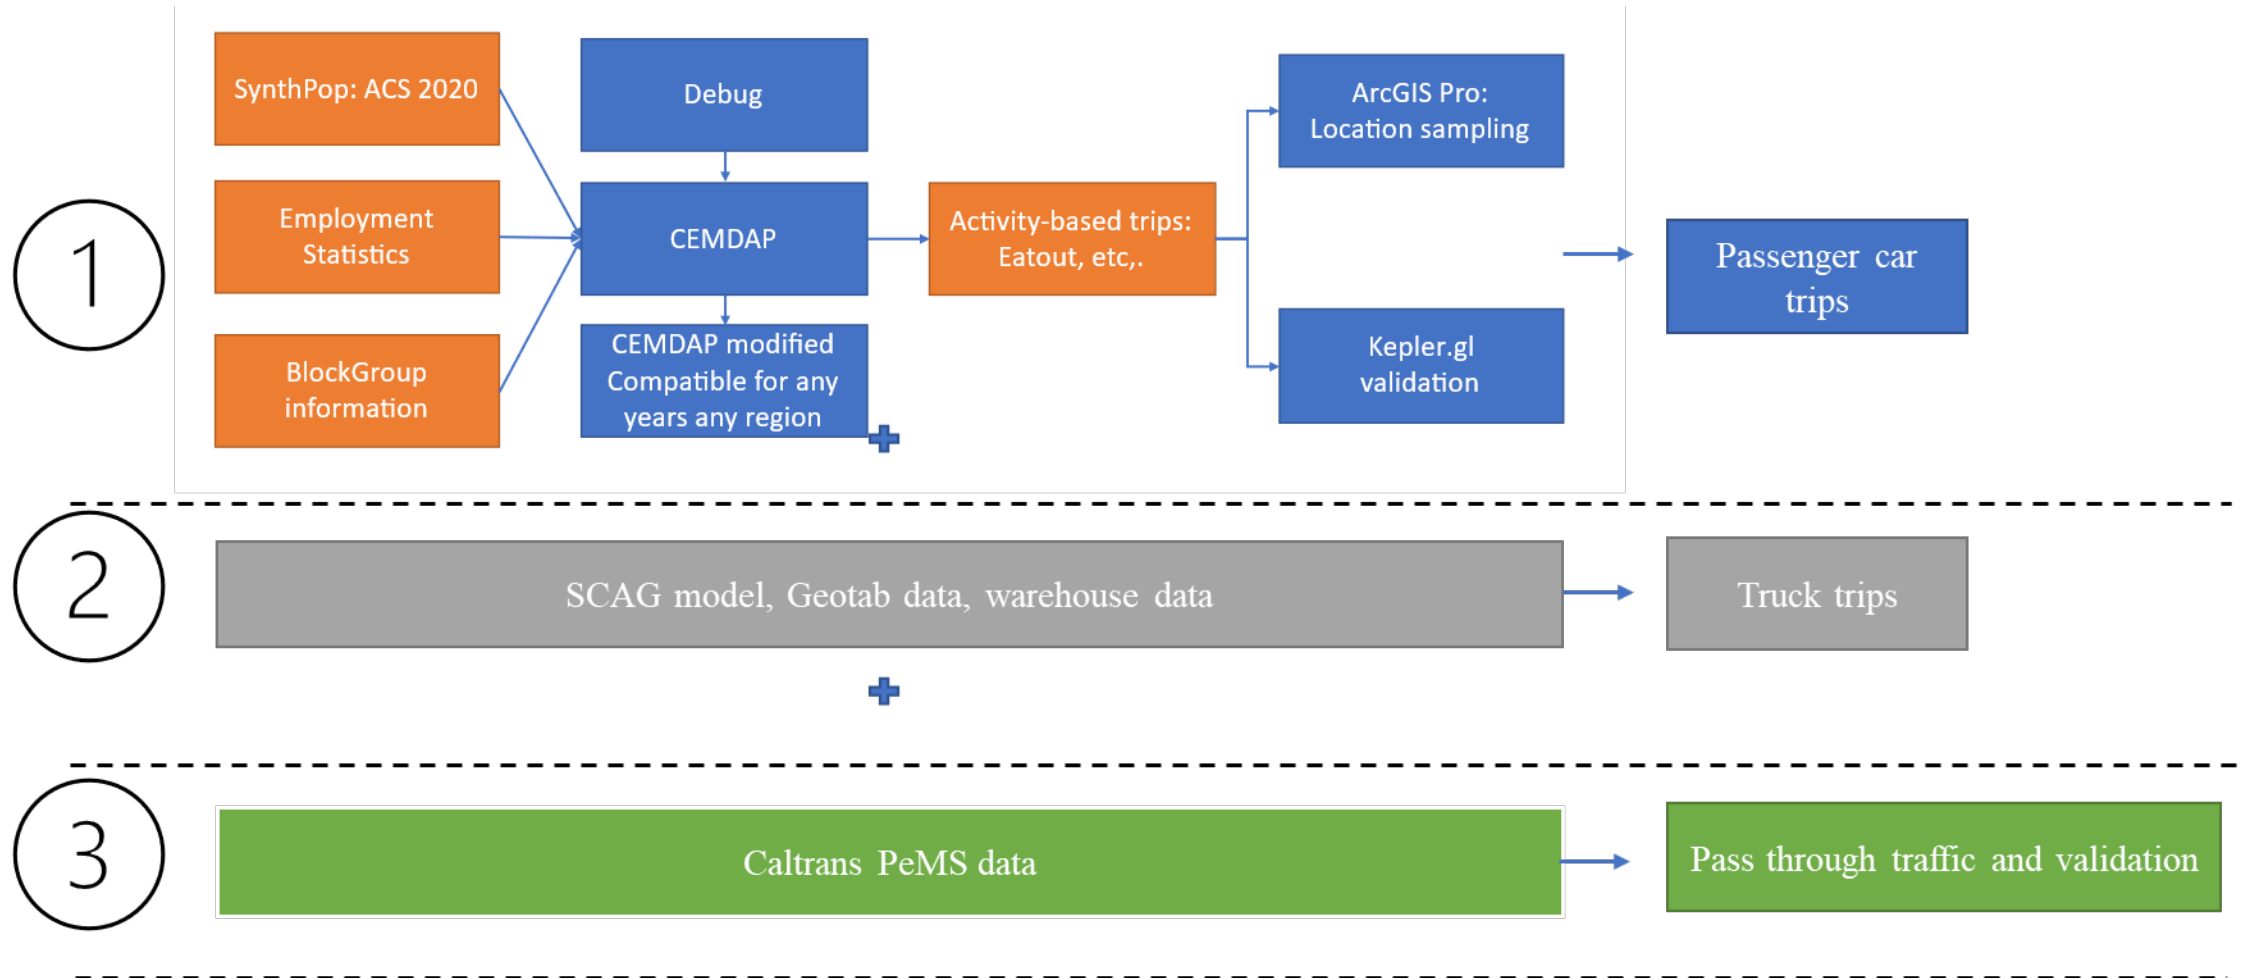 1
SynthPop: ACS 2020
Employment
Statistics
BlockGroup
information
Debug
CEMDAP
CEMDAP modified
Compatible for any
years any region
Activity-based trips:
Eatout, etc,.
ArcGIS Pro:
Location sampling
Kepler.gl
validation
Passenger car
trips
2
SCAG model, Geotab data, warehouse data
Truck trips
3
Caltrans PeMS data
Pass through traffic and validation